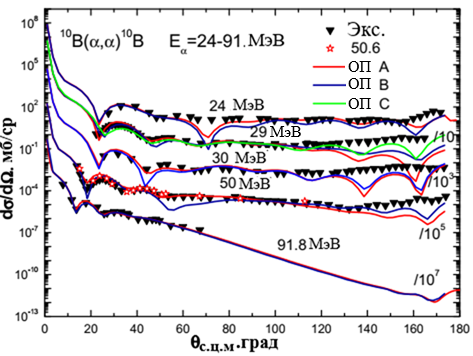 ¹⁰B(α,α)¹⁰B E_α=24-91.МэВ
Экс.
50.6
ОП A
ОП B
ОП C
24 МэВ
29 МэВ
/10
30 МэВ
/10³
50 МэВ
/10⁵
91.8 МэВ
/10⁷
dσ/dΩ. мб/ср
10⁸
10⁵
10²
10⁻¹
10⁻⁴
10⁻⁷
10⁻¹⁰
10⁻¹³
0 20 40 60 80 100 120 140 160 180
θс.ц.м.град